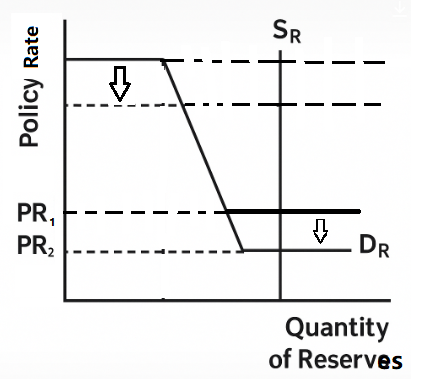 Policy Rate
S_R
PR₁
PR₂
D_R
Quantity
of Reserves